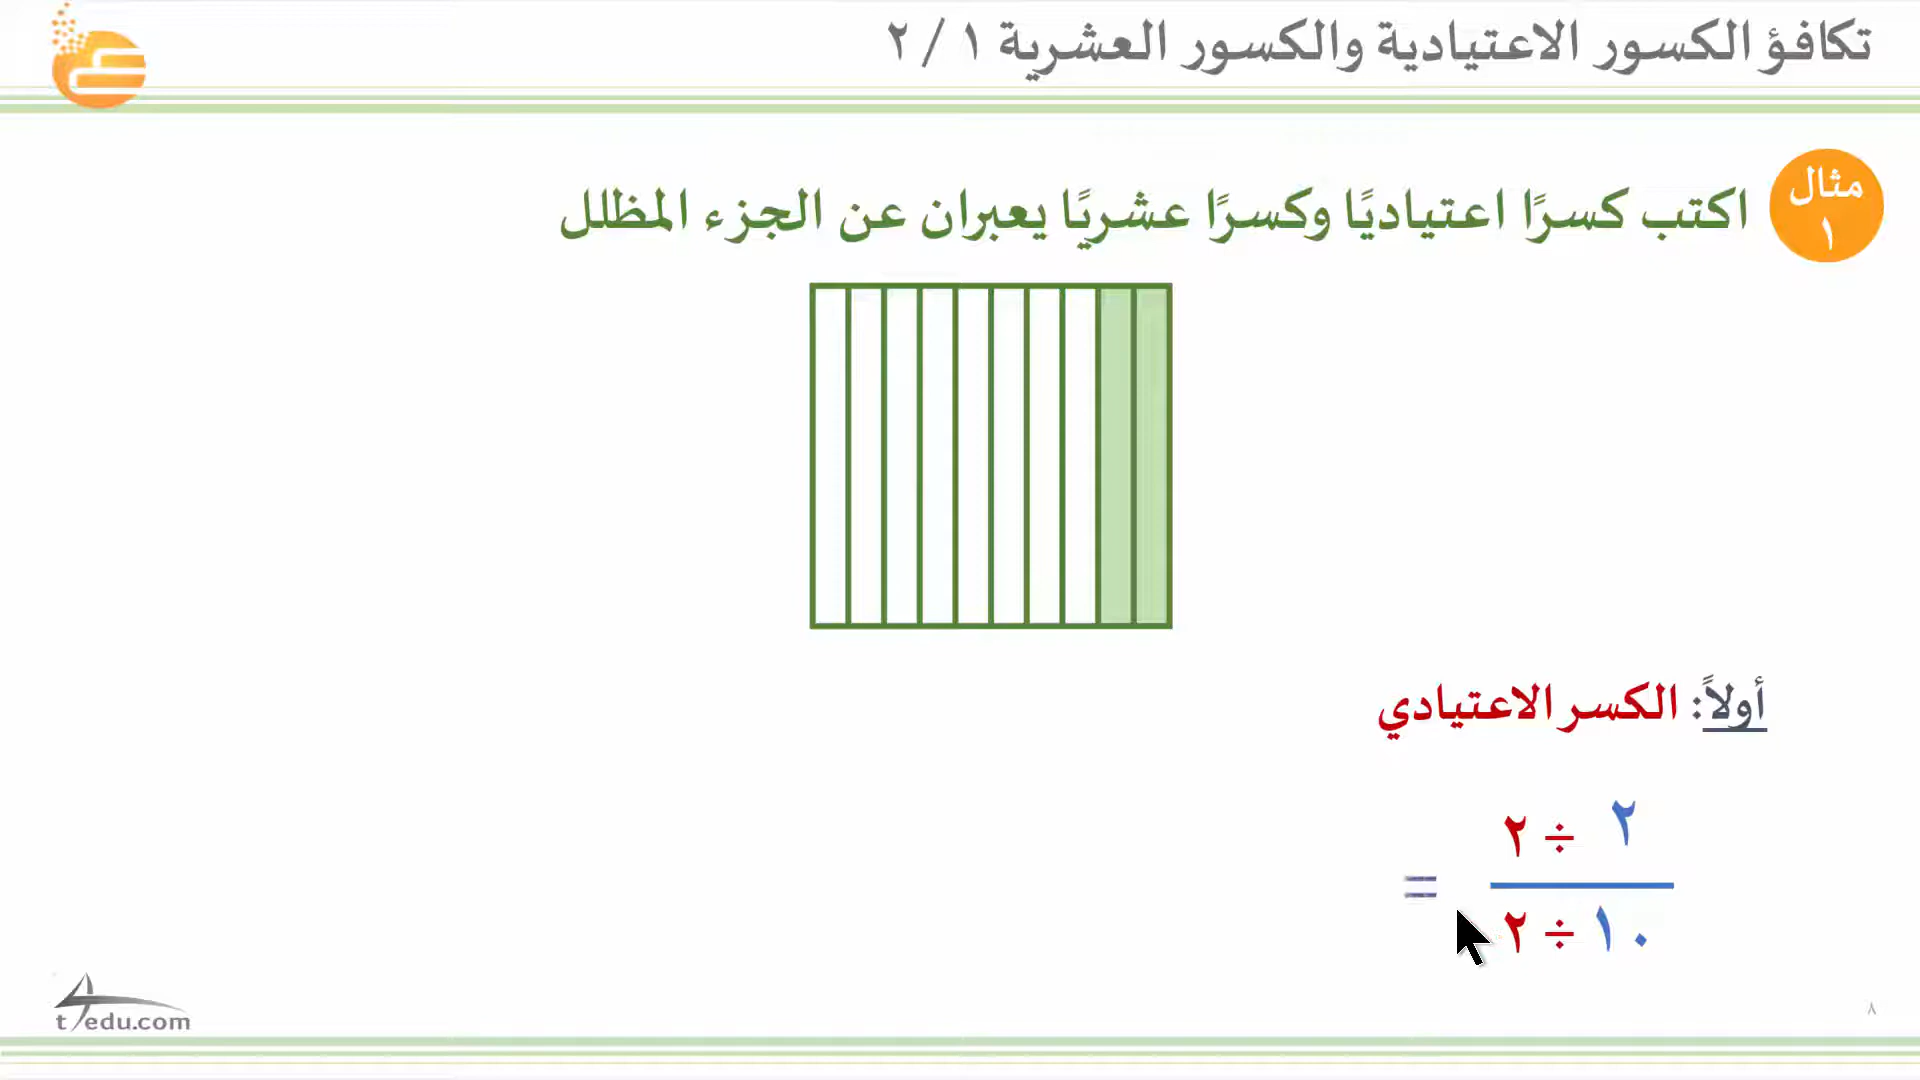 تكافؤ الكسور الاعتيادية والكسور العشرية ١ / ٢
مثال
١
اكتب كسرًا اعتياديًا وكسرًا عشريًا يعبران عن الجزء المظلل
أولاً: الكسر الاعتيادي
٢ ÷ ٢
=
١٠ ÷ ٢
t4edu.com
٨